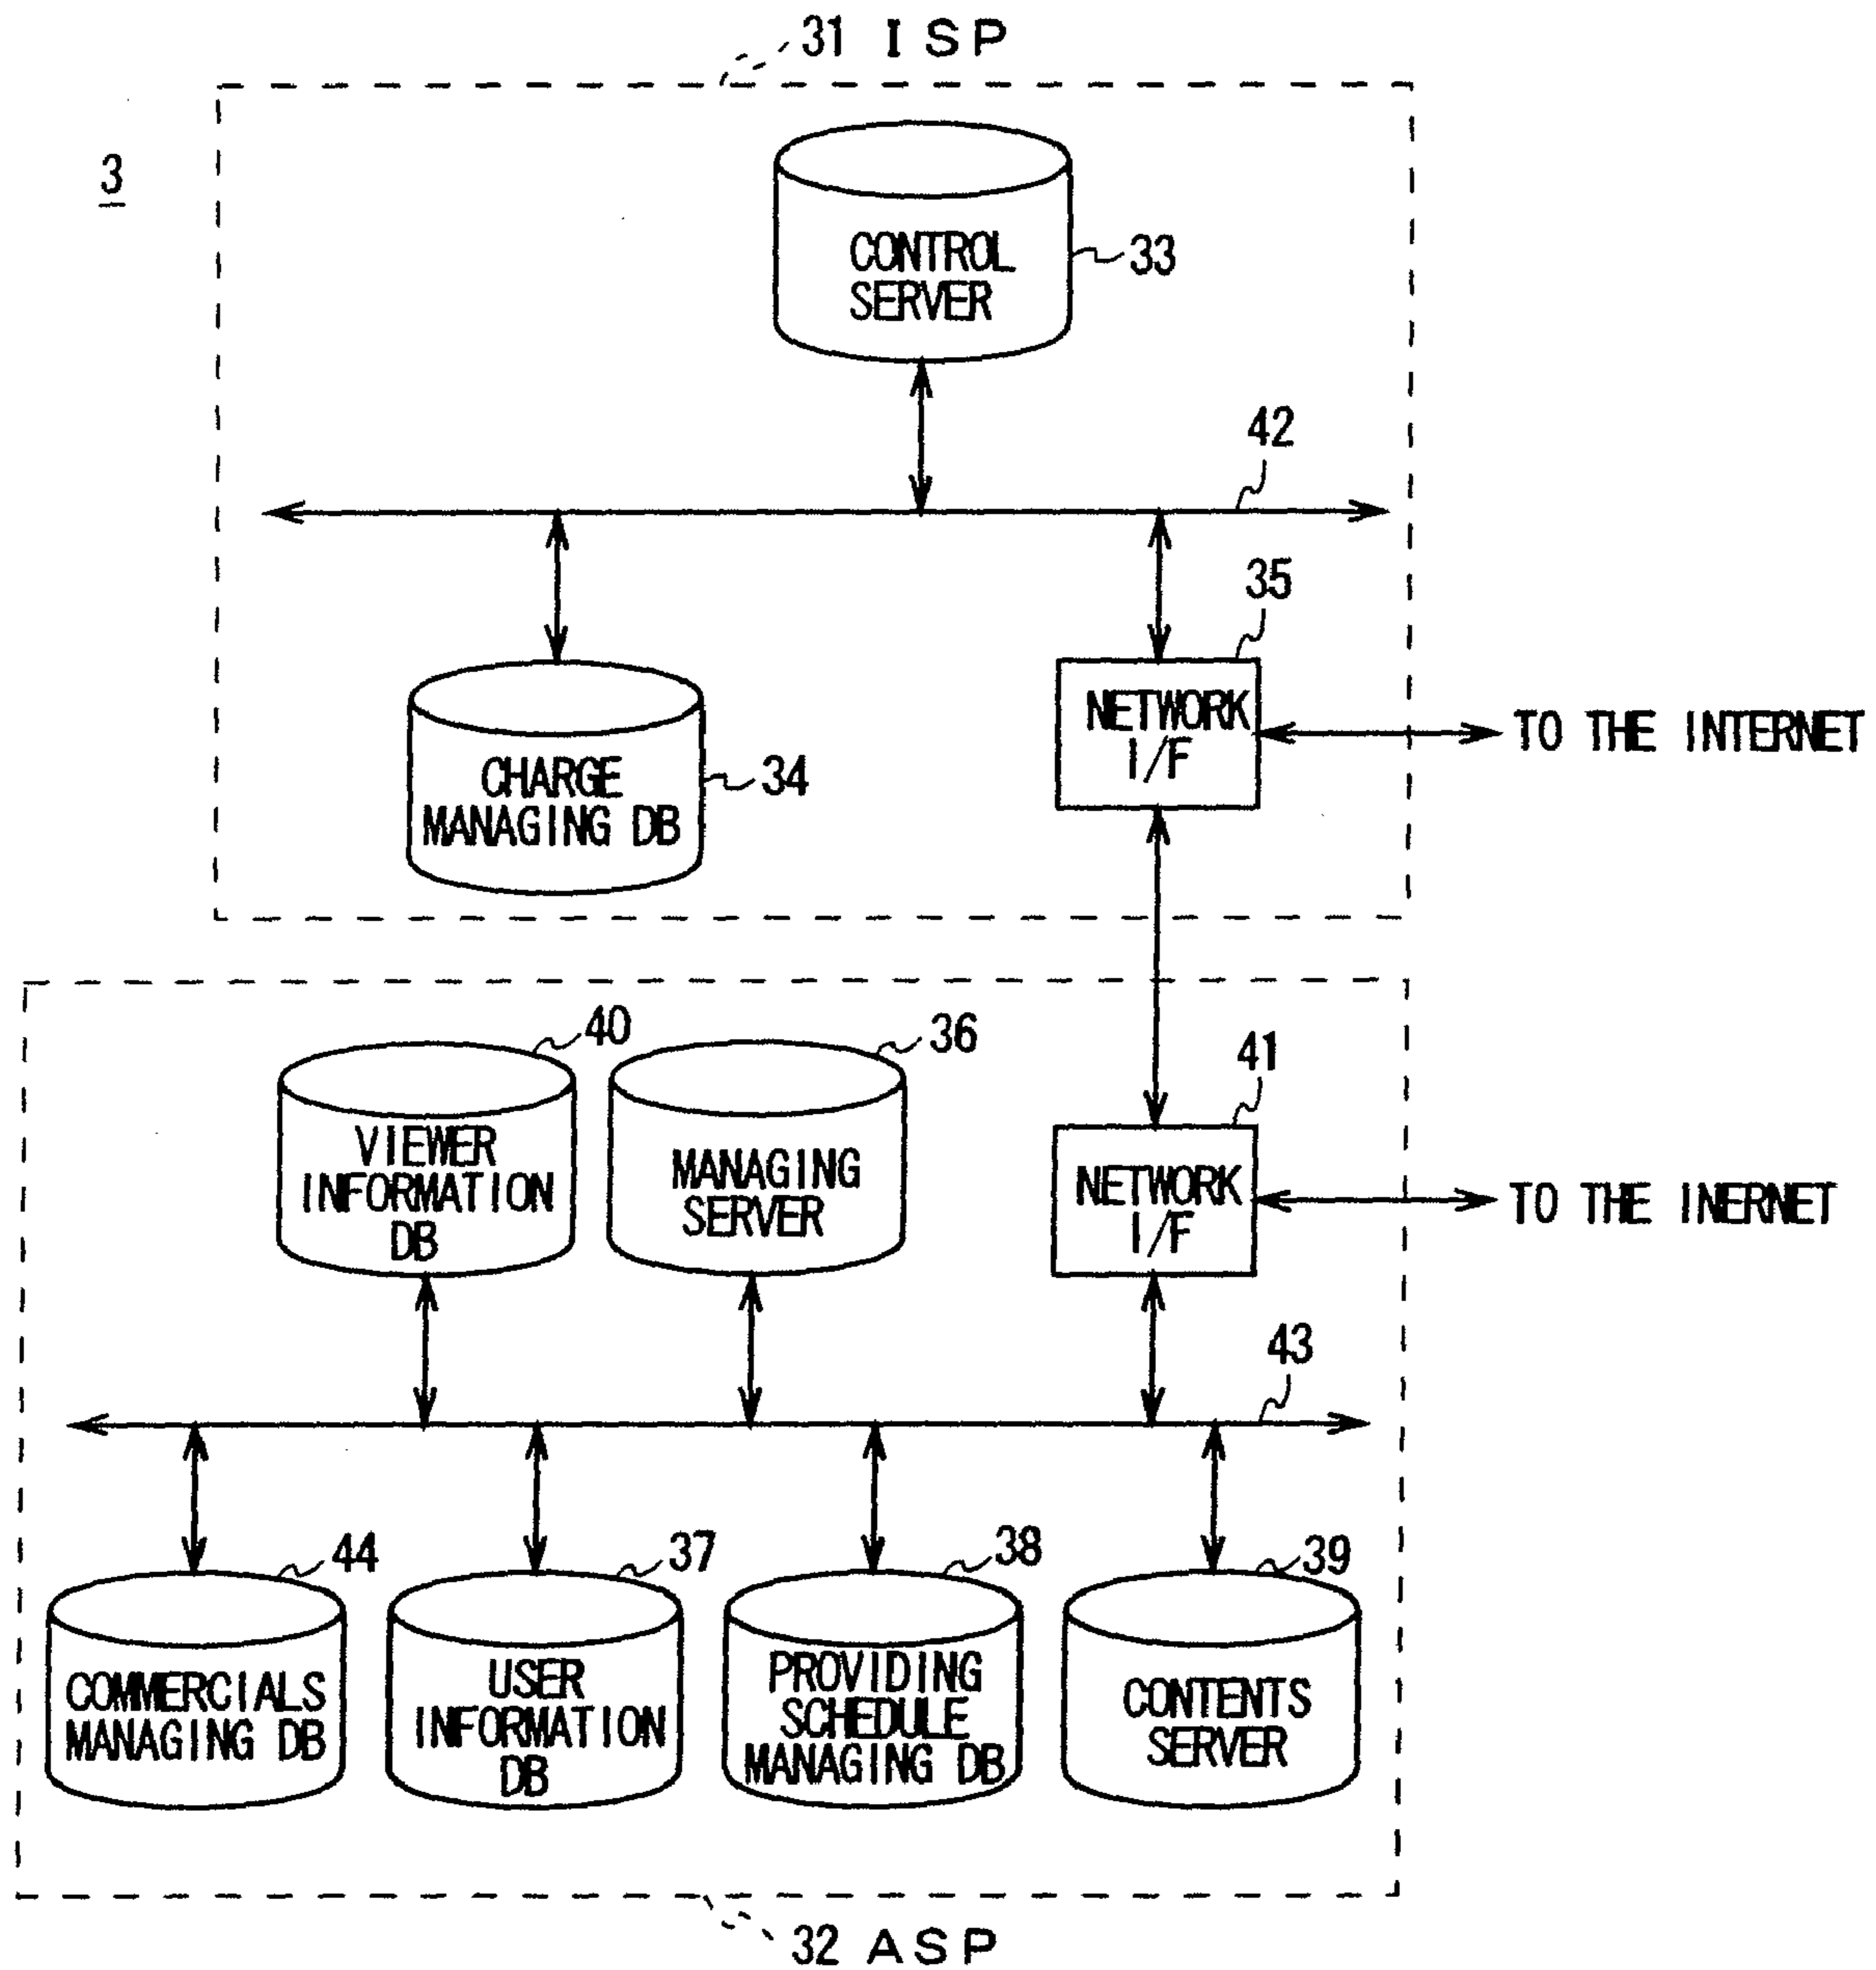 31 ISP
3
CONTROL
SERVER
33
42
35
NETWORK
I/F
TO THE INTERNET
CHARGE
MANAGING DB
34
40
36
41
VIEWER
INFORMATION
DB
MANAGING
SERVER
NETWORK
I/F
TO THE INERNET
43
44
37
38
39
COMMERCIALS
MANAGING DB
USER
INFORMATION
DB
PROVIDING
SCHEDULE
MANAGING DB
CONTENTS
SERVER
32 ASP